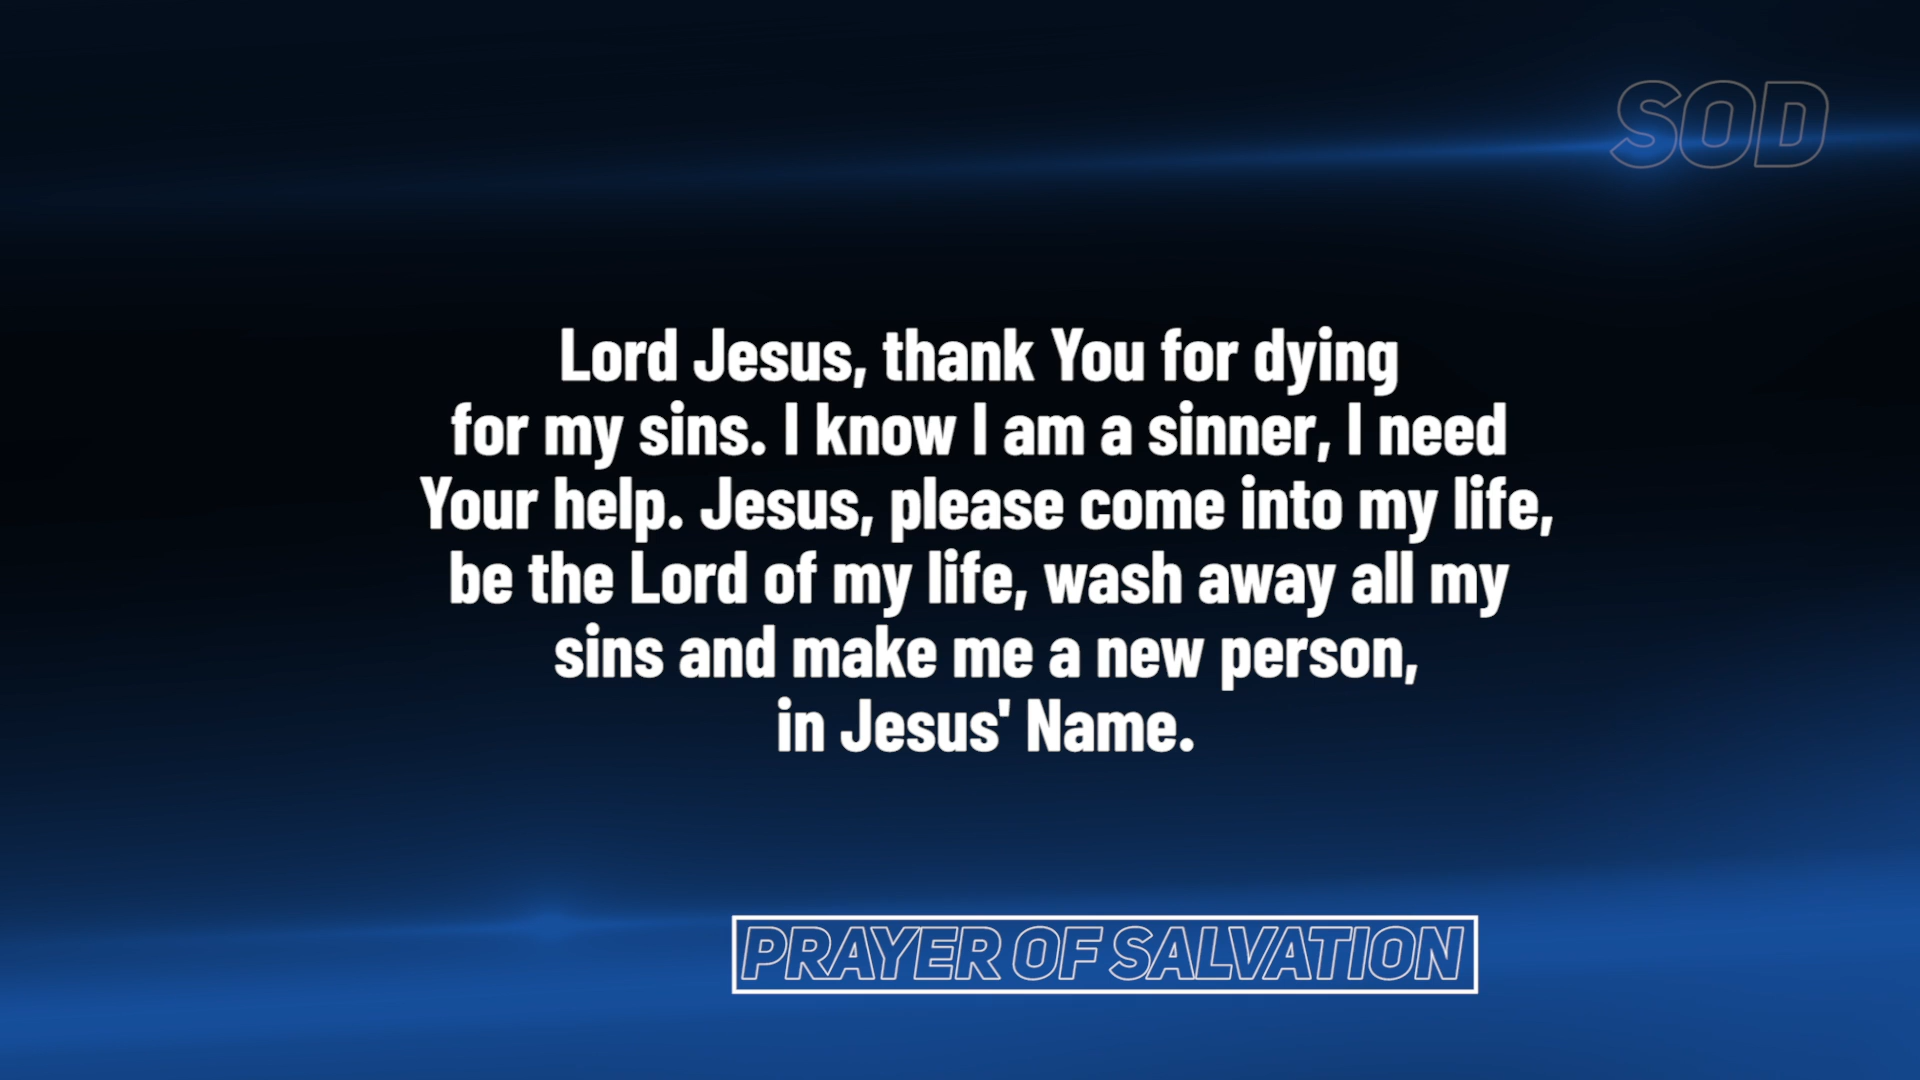 SOD
Lord Jesus, thank You for dying
for my sins. I know I am a sinner, I need
Your help. Jesus, please come into my life,
be the Lord of my life, wash away all my
sins and make me a new person,
in Jesus' Name.
PRAYER OF SALVATION